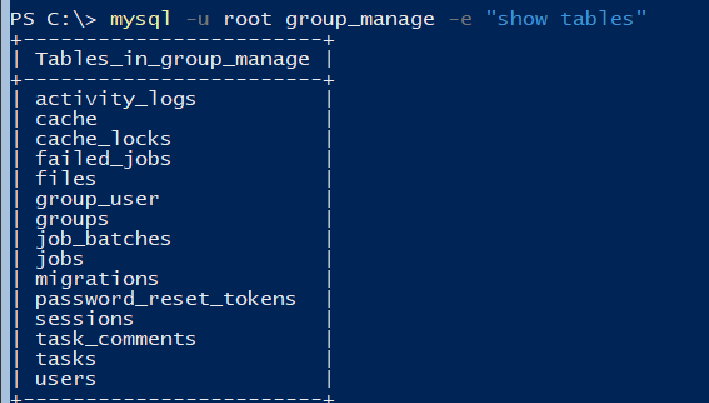 PS C:\> mysql -u root group_manage -e "show tables"
+------------------------+
| Tables_in_group_manage |
+------------------------+
| activity_logs          |
| cache                  |
| cache_locks            |
| failed_jobs            |
| files                  |
| group_user             |
| groups                 |
| job_batches            |
| jobs                   |
| migrations             |
| password_reset_tokens  |
| sessions               |
| task_comments          |
| tasks                  |
| users                  |
+------------------------+